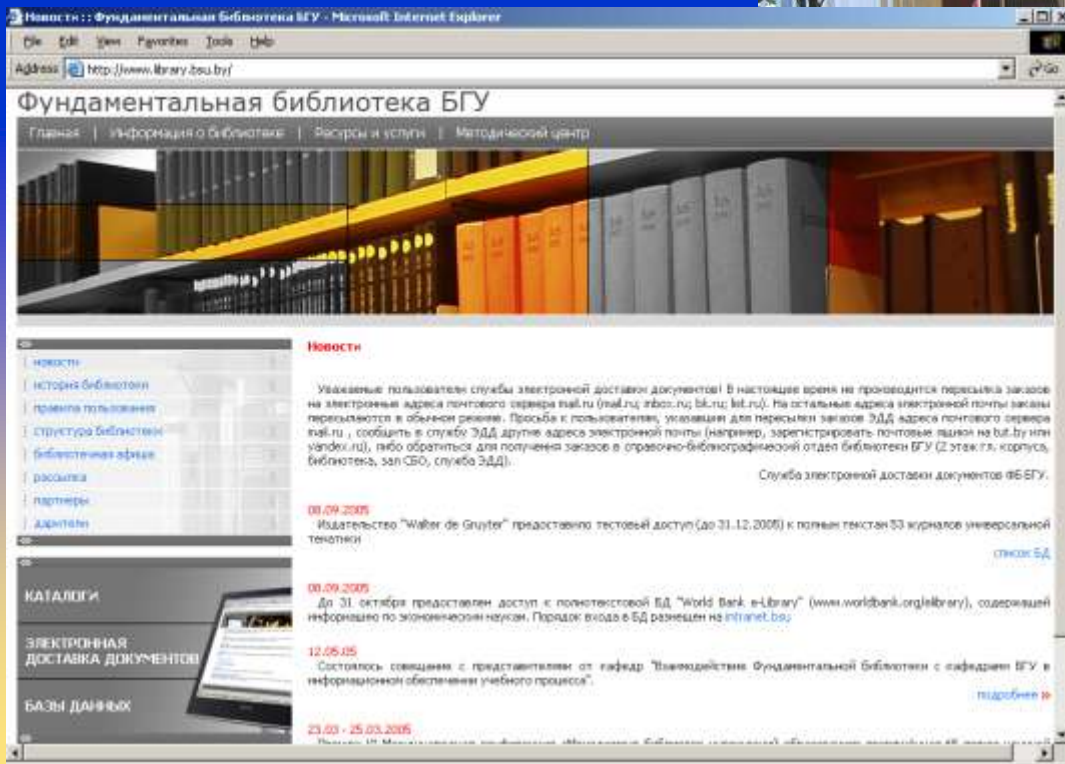 Новости :: Фундаментальная библиотека БГУ - Microsoft Internet Explorer
File Edit View Favorites Tools Help
Address http://www.library.bsu.by/ Go
Фундаментальная библиотека БГУ
Главная | Информация о библиотеке | Ресурсы и услуги | Методический центр
новости
история библиотеки
правила пользования
структура библиотеки
библиотечная афиша
рассылка
партнеры
дарители
КАТАЛОГИ
ЭЛЕКТРОННАЯ
ДОСТАВКА ДОКУМЕНТОВ
БАЗЫ ДАННЫХ
Новости
Уважаемые пользователи службы электронной доставки документов! В настоящее время не производится пересылка заказов
на электронные адреса почтового сервера mail.ru (mail.ru; inbox.ru; bk.ru; list.ru). На остальные адреса электронной почты заказы
пересылаются в обычном режиме. Просьба к пользователям, указавшим для пересылки заказов ЭДД адреса почтового сервера
mail.ru , сообщить в службу ЭДД другие адреса электронной почты (например, зарегистрировать почтовые ящики на tut.by или
yandex.ru), либо обратиться для получения заказов в справочно-библиографический отдел библиотеки БГУ (2 этаж гл. корпуса,
библиотека, зал СБО, служба ЭДД).
Служба электронной доставки документов ФБ БГУ.
08.09.2005
Издательство "Walter de Gruyter" предоставило тестовый доступ (до 31.12.2005) к полным текстам 53 журналов универсальной
тематики
список БД
08.09.2005
До 31 октября предоставлен доступ к полнотекстовой БД "World Bank e-Library" (www.worldbank.org/elibrary), содержащей
информацию по экономическим наукам. Порядок входа в БД размещен на intranet.bsu
12.05.05
Состоялось совещание с представителями от кафедр "Взаимодействие Фундаментальной библиотеки с кафедрами БГУ в
информационном обеспечении учебного процесса".
подробнее »
23.03 - 25.03.2005